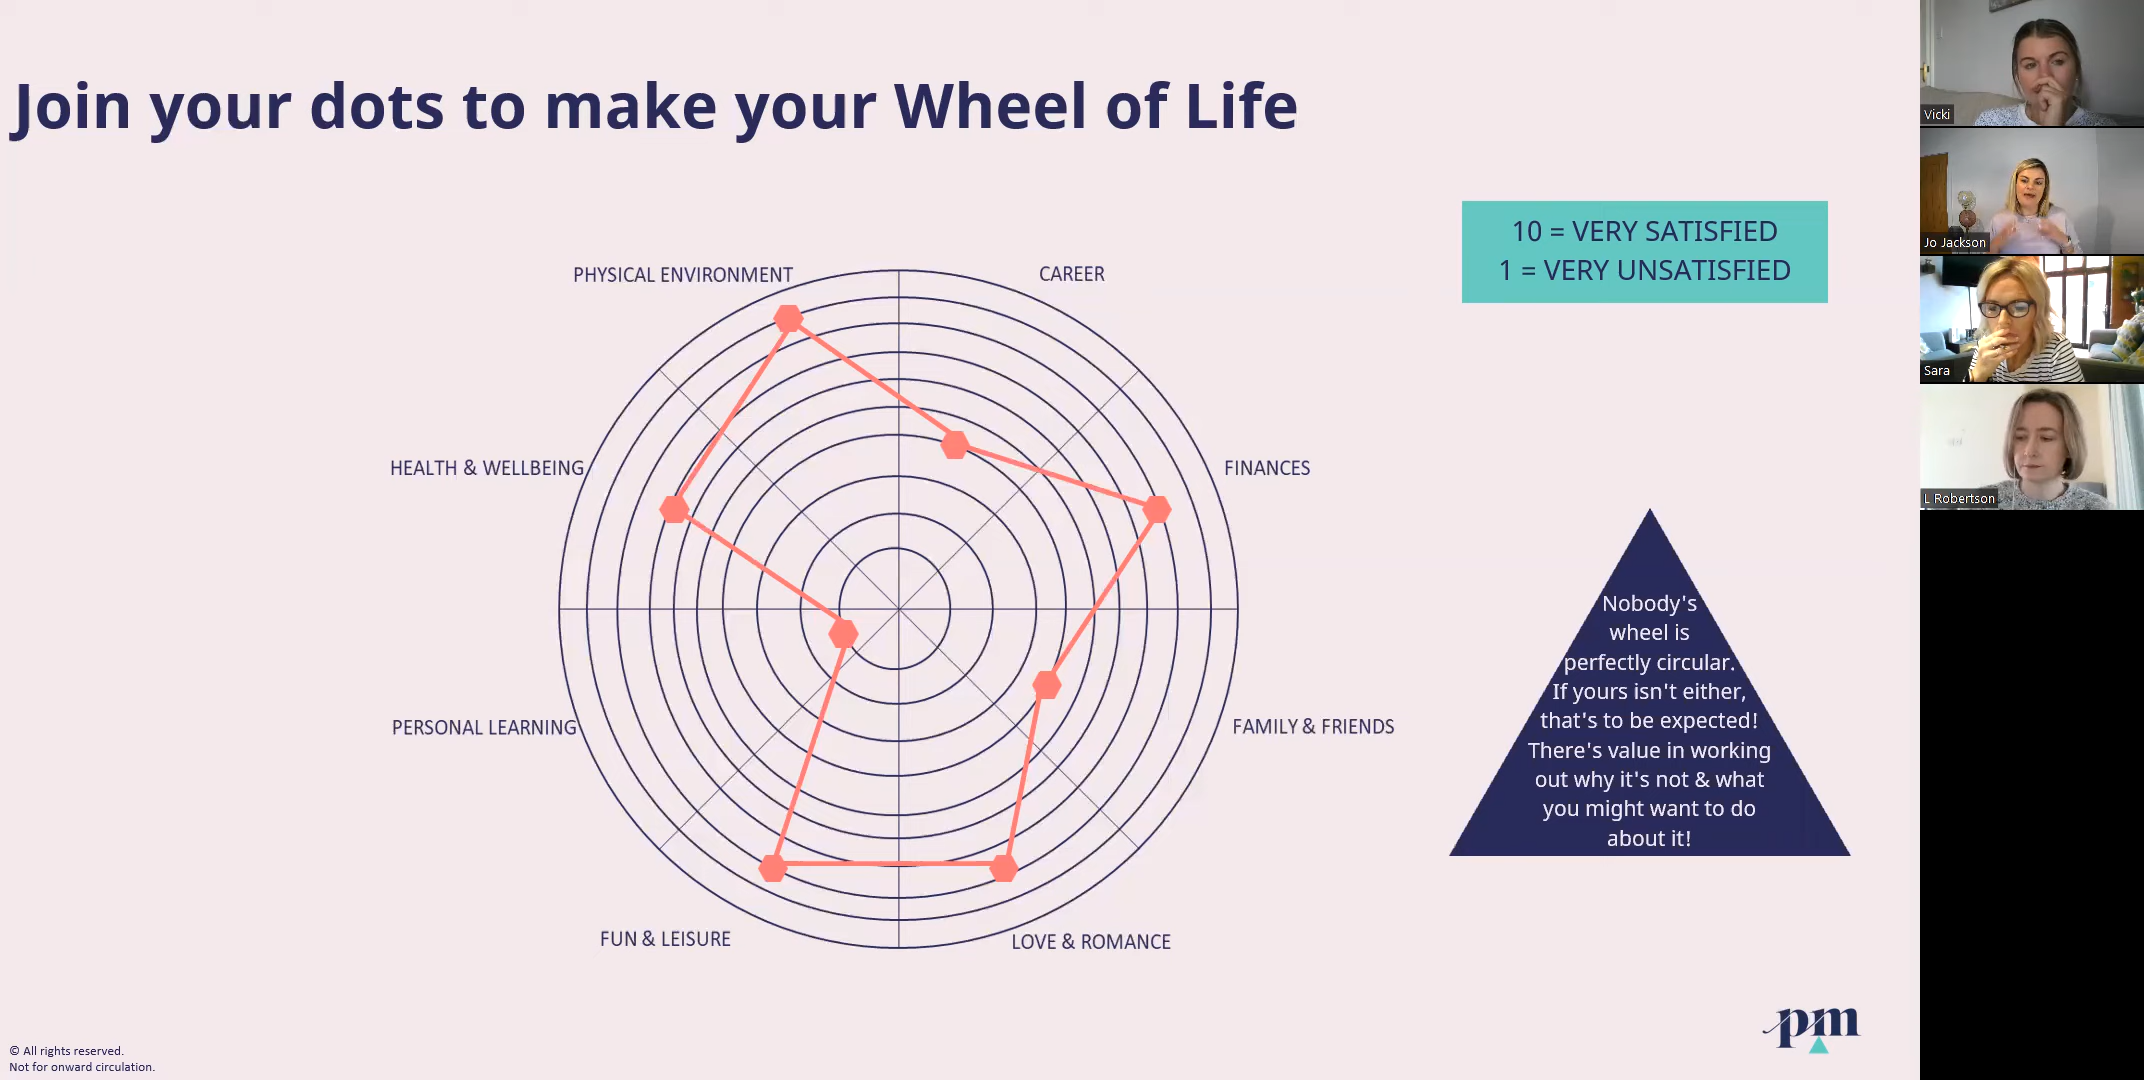 Join your dots to make your Wheel of Life
10 = VERY SATISFIED
1 = VERY UNSATISFIED
PHYSICAL ENVIRONMENT
CAREER
HEALTH & WELLBEING
FINANCES
PERSONAL LEARNING
FAMILY & FRIENDS
FUN & LEISURE
LOVE & ROMANCE
Nobody's
wheel is
perfectly circular.
If yours isn't either,
that's to be expected!
There's value in working
out why it's not & what
you might want to do
about it!
pm
© All rights reserved.
Not for onward circulation.
Vicki
Jo Jackson
Sara
L Robertson